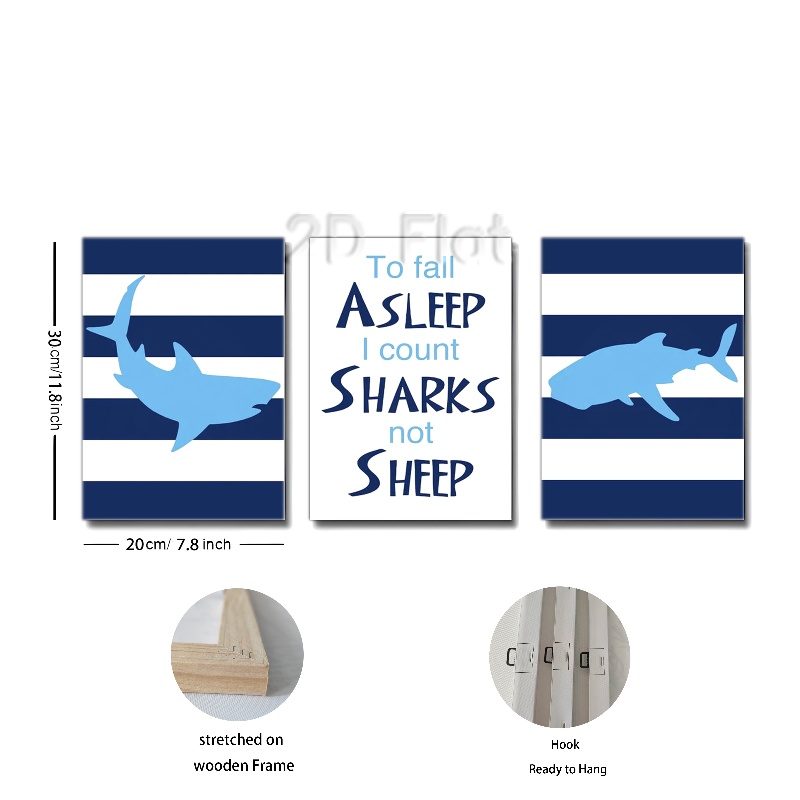 2D Flat
To fall
ASLEEP
I count
SHARKS
not
SHEEP
30cm/11.8inch
20cm/ 7.8 inch
stretched on
wooden Frame
Hook
Ready to Hang